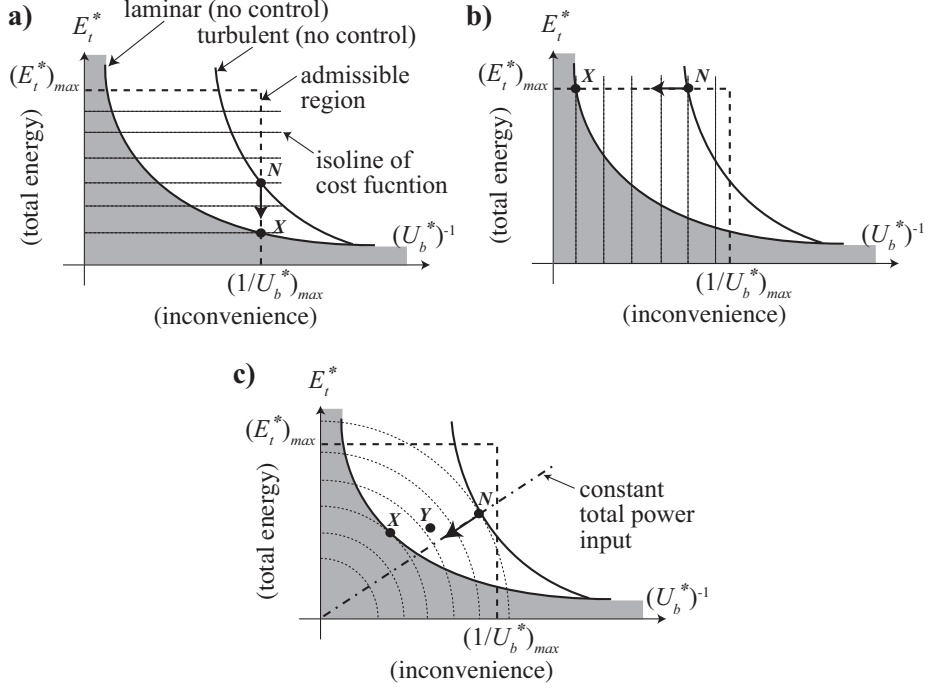 a)
E_t^*
laminar (no control)
turbulent (no control)
(E_t^*)_max
admissible
region
(total energy)
N
isoline of
cost fucntion
X
(U_b^*)^-1
(1/U_b^*)_max
(inconvenience)
b)
E_t^*
(E_t^*)_max
X
N
(total energy)
(U_b^*)^-1
(1/U_b^*)_max
(inconvenience)
c)
E_t^*
(E_t^*)_max
(total energy)
X
Y
N
constant
total power
input
(U_b^*)^-1
(1/U_b^*)_max
(inconvenience)